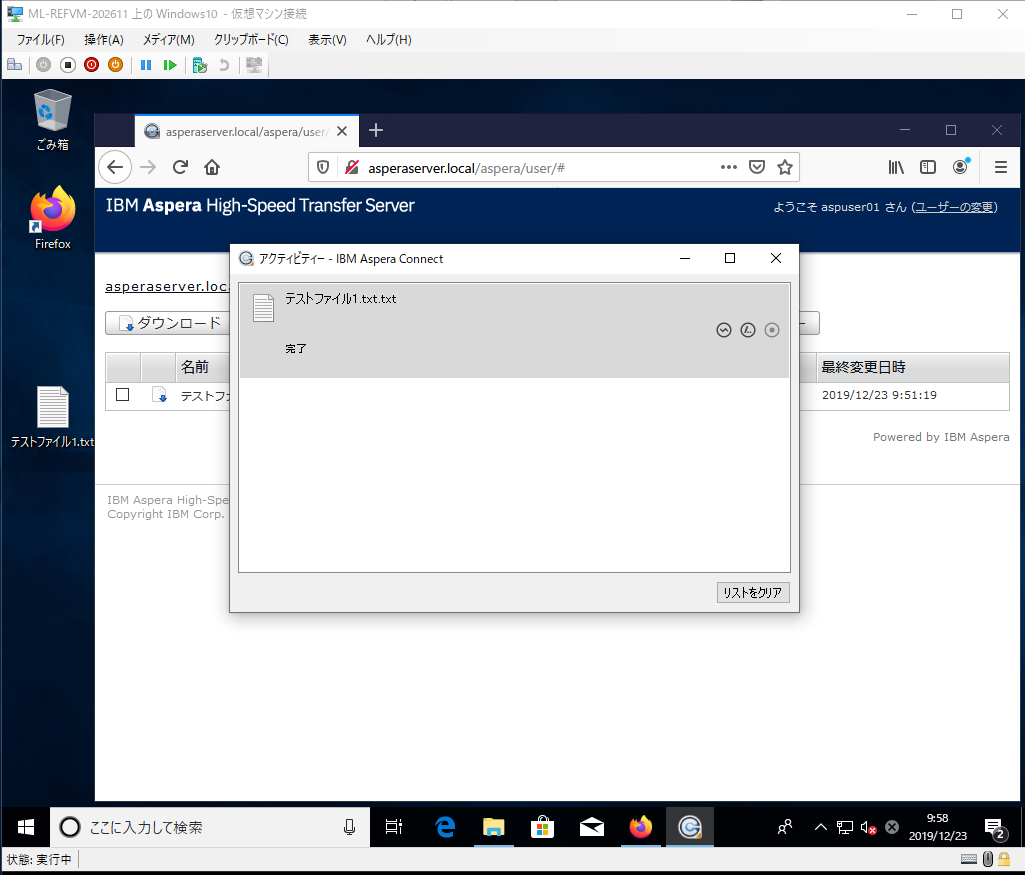 ML-REFVM-202611 上の Windows10 - 仮想マシン接続
ファイル(F) 操作(A) メディア(M) クリップボード(C) 表示(V) ヘルプ(H)
ごみ箱
asperaserver.local/aspera/user/
Firefox
asperaserver.local/aspera/user/#
IBM Aspera High-Speed Transfer Server
ようこそ aspuser01 さん (ユーザーの変更)
アクティビティー - IBM Aspera Connect
テストファイル1.txt.txt
完了
リストをクリア
asperaserver.loc
ダウンロード
名前
最終変更日時
テストフ
2019/12/23 9:51:19
Powered by IBM Aspera
IBM Aspera High-Spe
Copyright IBM Corp.
テストファイル1.txt
ここに入力して検索
9:58
2019/12/23
2
状態: 実行中